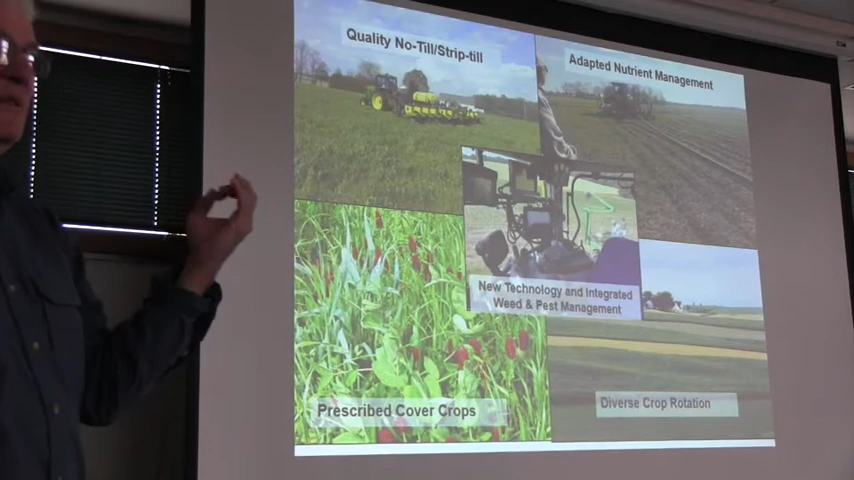 Quality No-Till/Strip-till
Adapted Nutrient Management
New Technology and Integrated
Weed & Pest Management
Prescribed Cover Crops
Diverse Crop Rotation